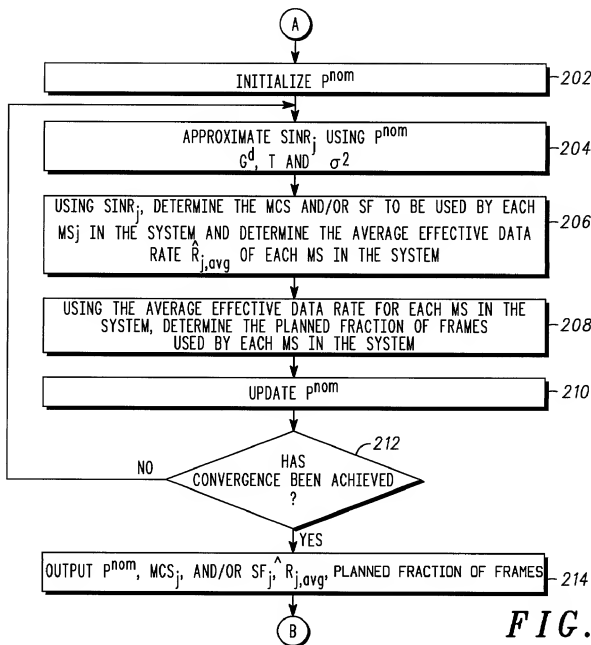 A
INITIALIZE Pⁿᵒᵐ
202
APPROXIMATE SINRⱼ USING Pⁿᵒᵐ
Gᵈ, T AND σ²
204
USING SINRⱼ, DETERMINE THE MCS AND/OR SF TO BE USED BY EACH
MSj IN THE SYSTEM AND DETERMINE THE AVERAGE EFFECTIVE DATA
RATE R̂j,avg OF EACH MS IN THE SYSTEM
206
USING THE AVERAGE EFFECTIVE DATA RATE FOR EACH MS IN THE
SYSTEM, DETERMINE THE PLANNED FRACTION OF FRAMES
USED BY EACH MS IN THE SYSTEM
208
UPDATE Pⁿᵒᵐ
210
212
HAS
CONVERGENCE BEEN ACHIEVED
?
NO
YES
OUTPUT Pⁿᵒᵐ, MCSⱼ, AND/OR SFⱼ,^ Rj,avg, PLANNED FRACTION OF FRAMES
214
B
FIG.